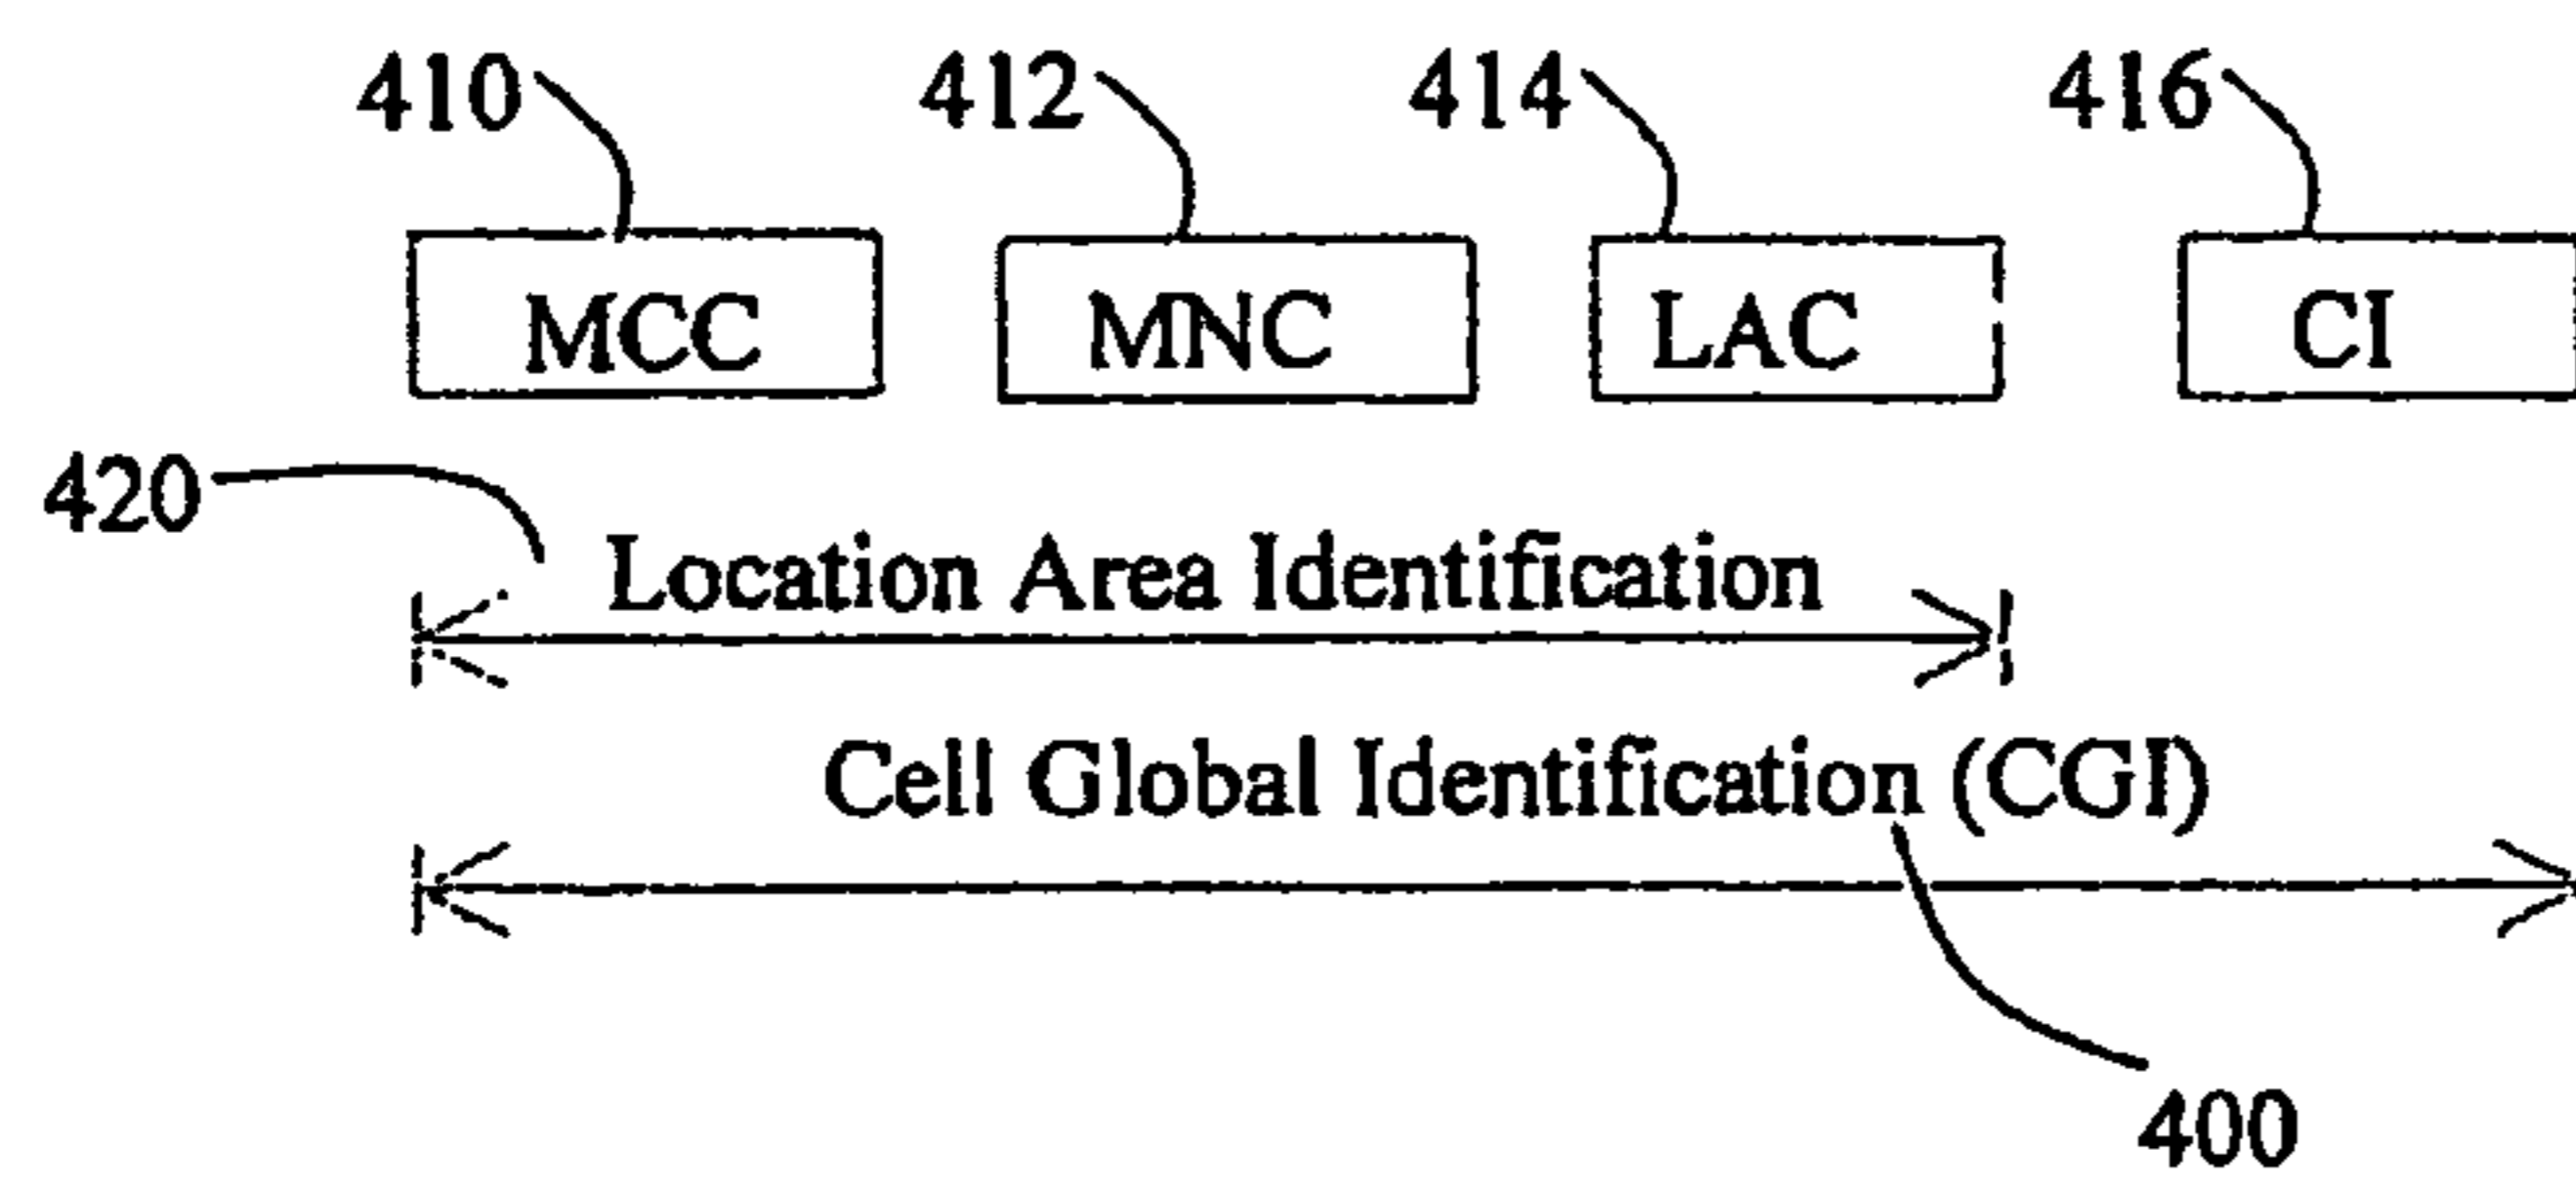 410 412 414 416
MCC MNC LAC CI
420
Location Area Identification
Cell Global Identification (CGI)
400